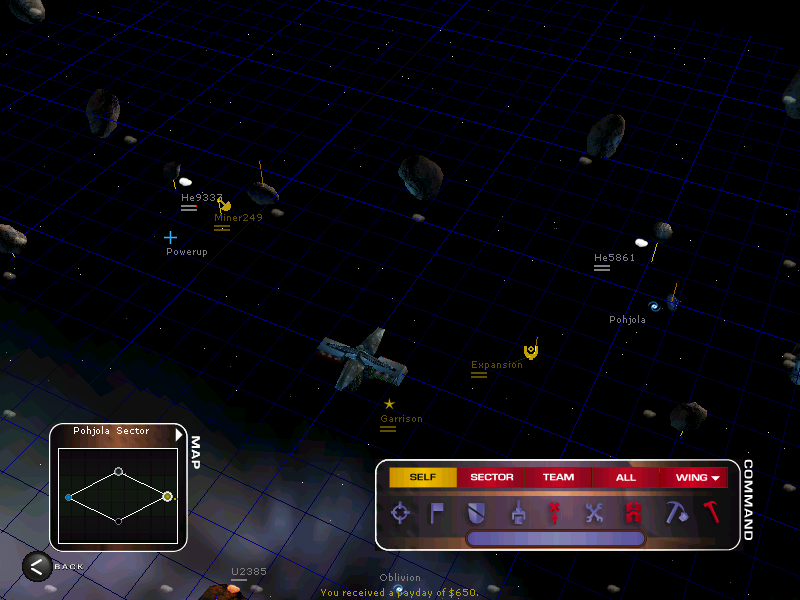 He9337
Miner249
Powerup
He5861
Pohjola
Expansion
Garrison
Pohjola Sector
MAP
SELF SECTOR TEAM ALL WING
COMMAND
BACK
U2385
Oblivion
You received a payday of $650.